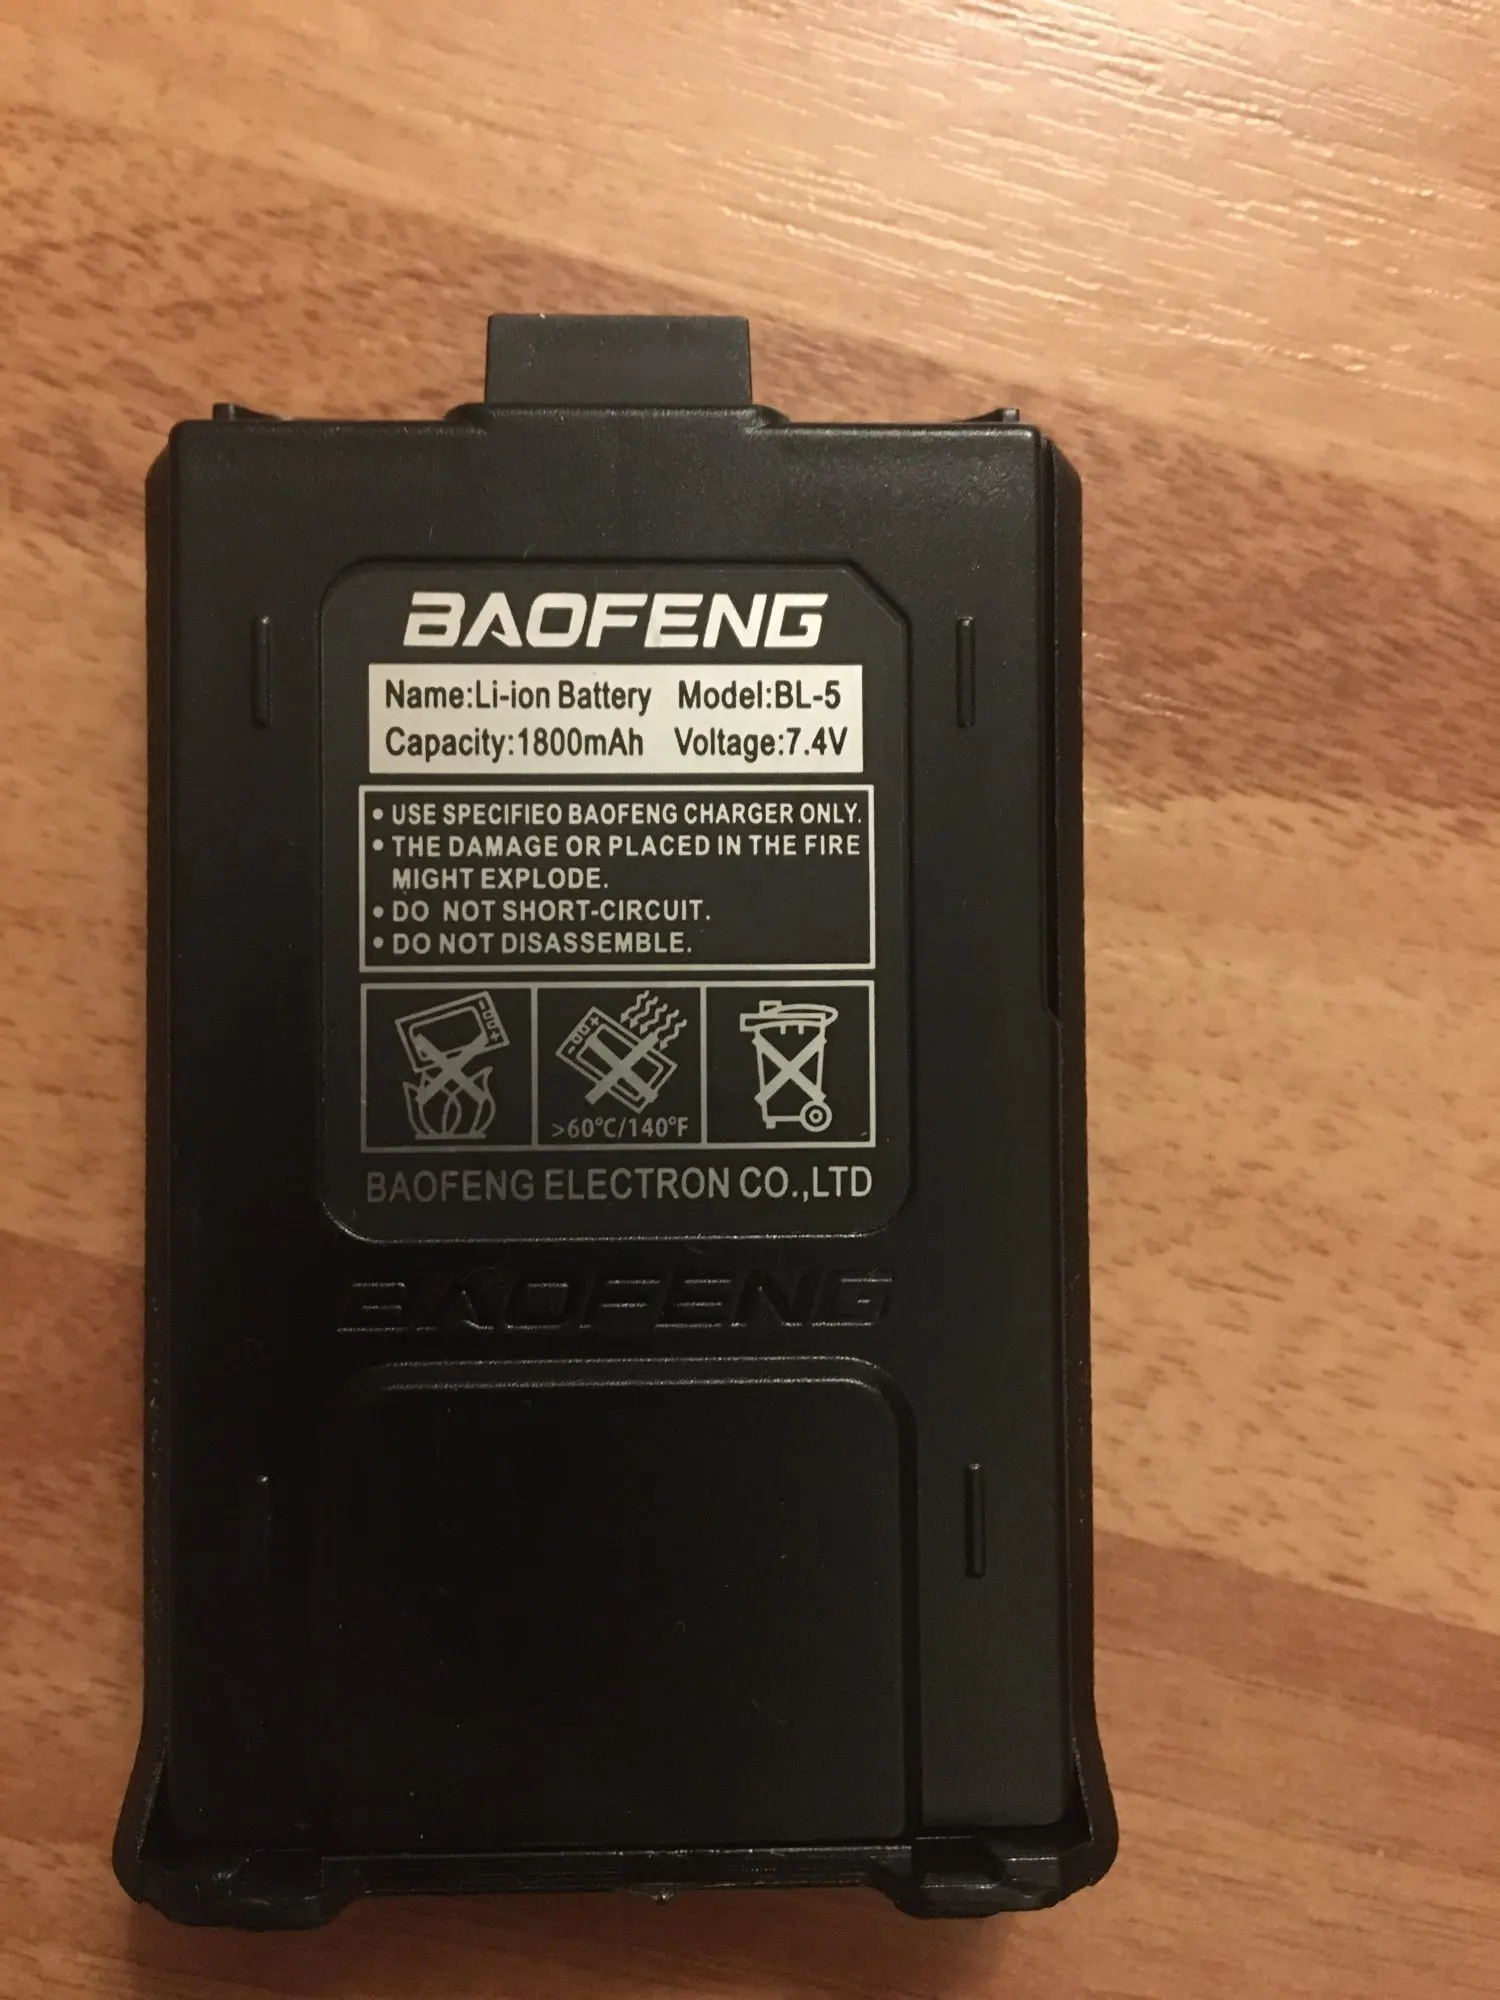 BAOFENG
Name:Li-ion Battery Model:BL-5
Capacity:1800mAh Voltage:7.4V
• USE SPECIFIEO BAOFENG CHARGER ONLY.
• THE DAMAGE OR PLACED IN THE FIRE
MIGHT EXPLODE.
• DO NOT SHORT-CIRCUIT.
• DO NOT DISASSEMBLE.
>60°C/140°F
BAOFENG ELECTRON CO.,LTD
BAOFENG